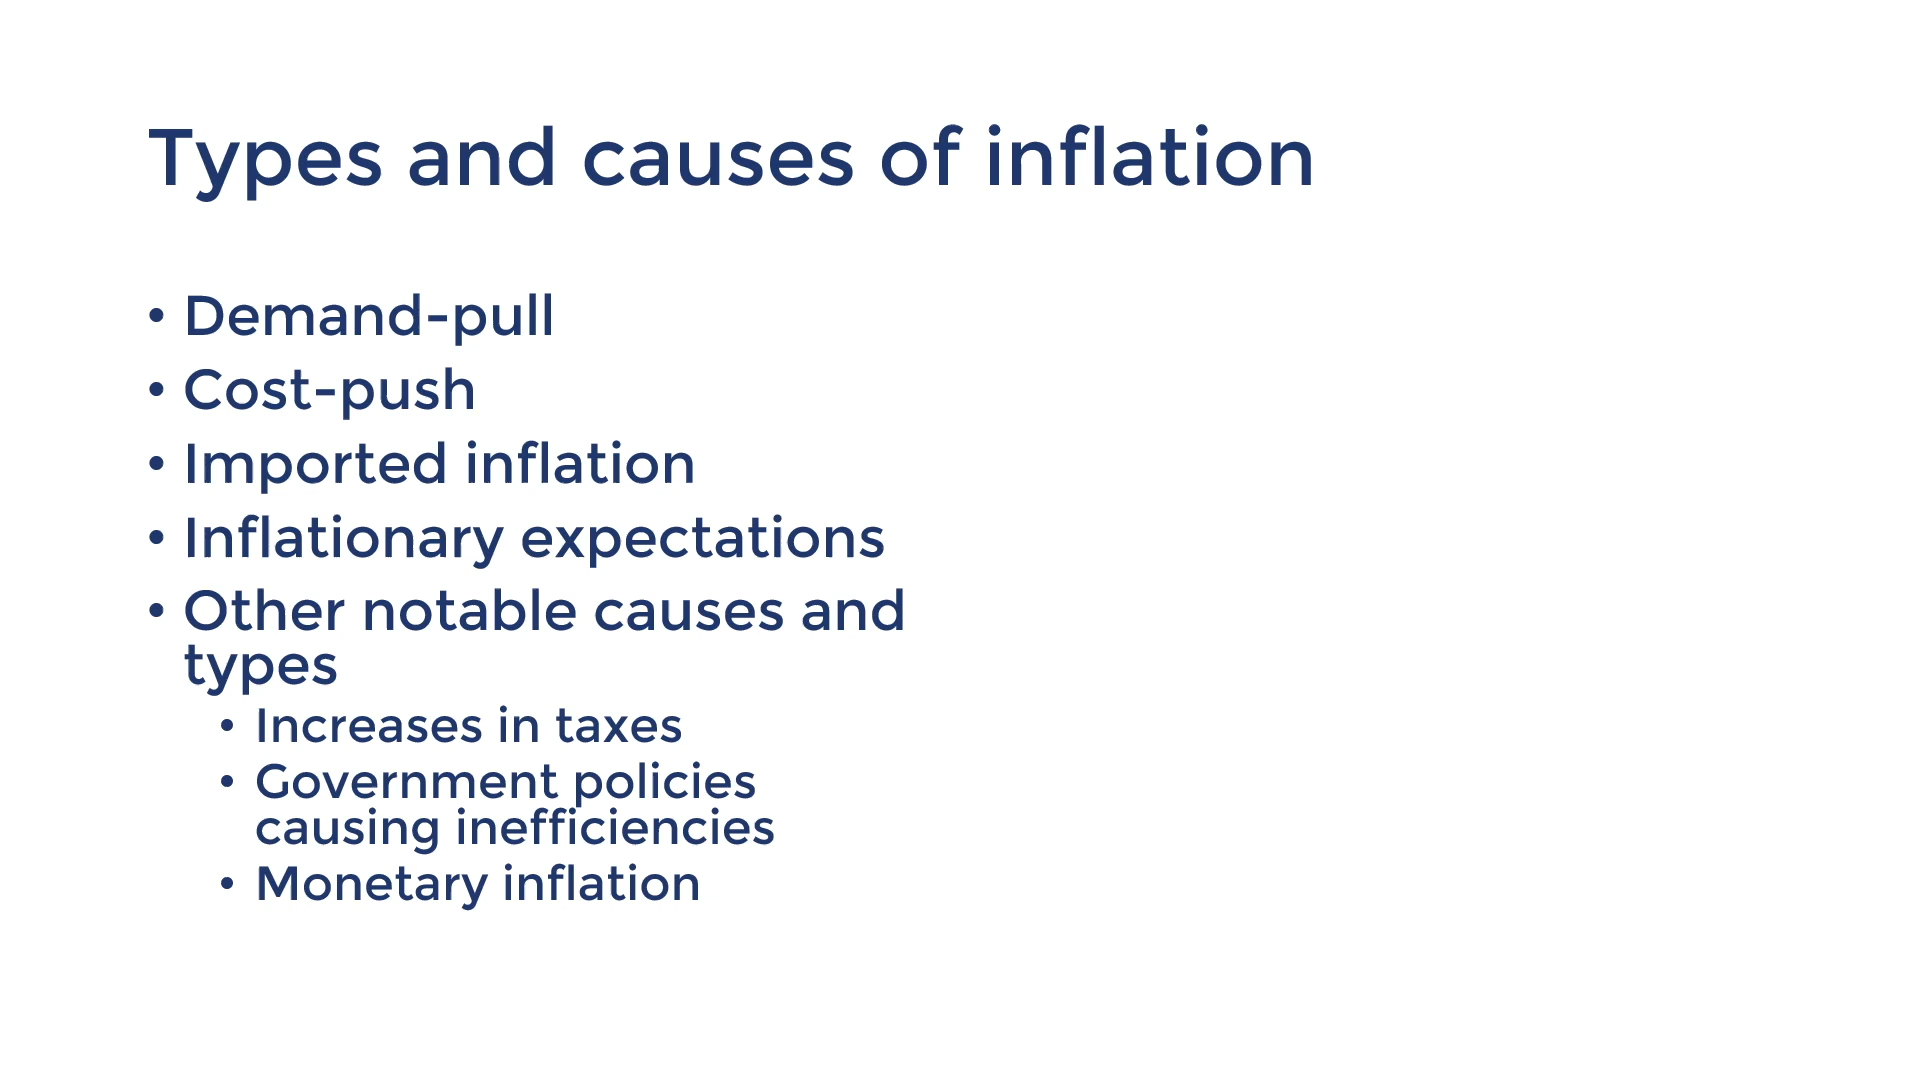 Types and causes of inflation
• Demand-pull
• Cost-push
• Imported inflation
• Inflationary expectations
• Other notable causes and
types
• Increases in taxes
• Government policies
causing inefficiencies
• Monetary inflation